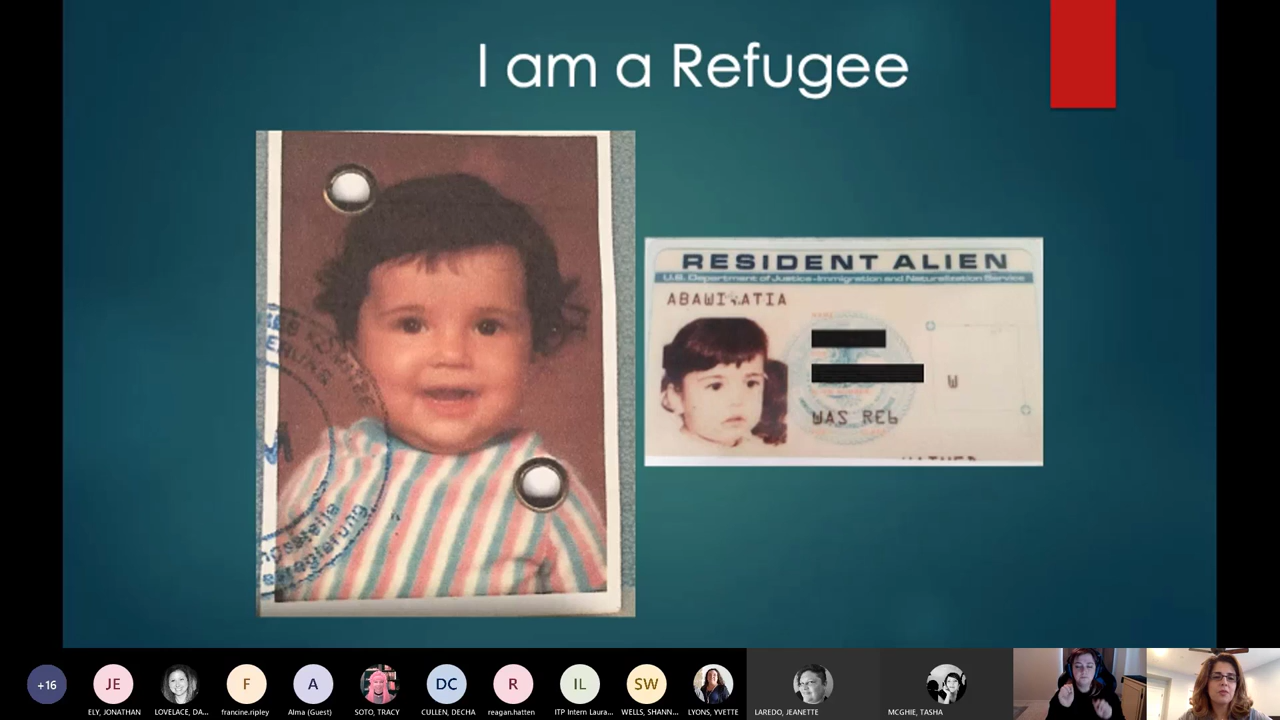 I am a Refugee
RESIDENT ALIEN
U.S. Department of Justice-Immigration and Naturalization Service
NAME
W
WAS REG
+16
JE
F
A
DC
R
IL
SW
ELY, JONATHAN
LOVELACE, DA...
francine.ripley
Alma (Guest)
SOTO, TRACY
CULLEN, DECHA
reagan.hatten
ITP Intern Laura...
WELLS, SHANN...
LYONS, YVETTE
LAREDO, JEANETTE
MCGHIE, TASHA